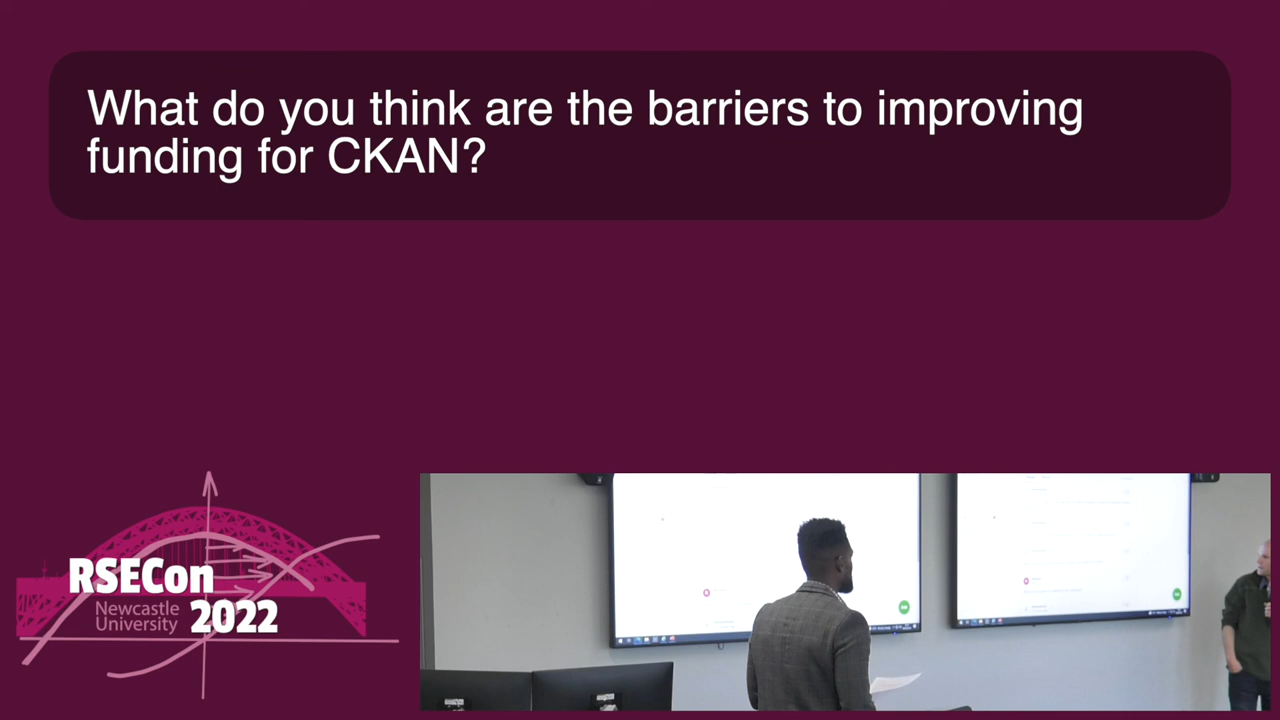 What do you think are the barriers to improving
funding for CKAN?
RSECon
Newcastle
University 2022